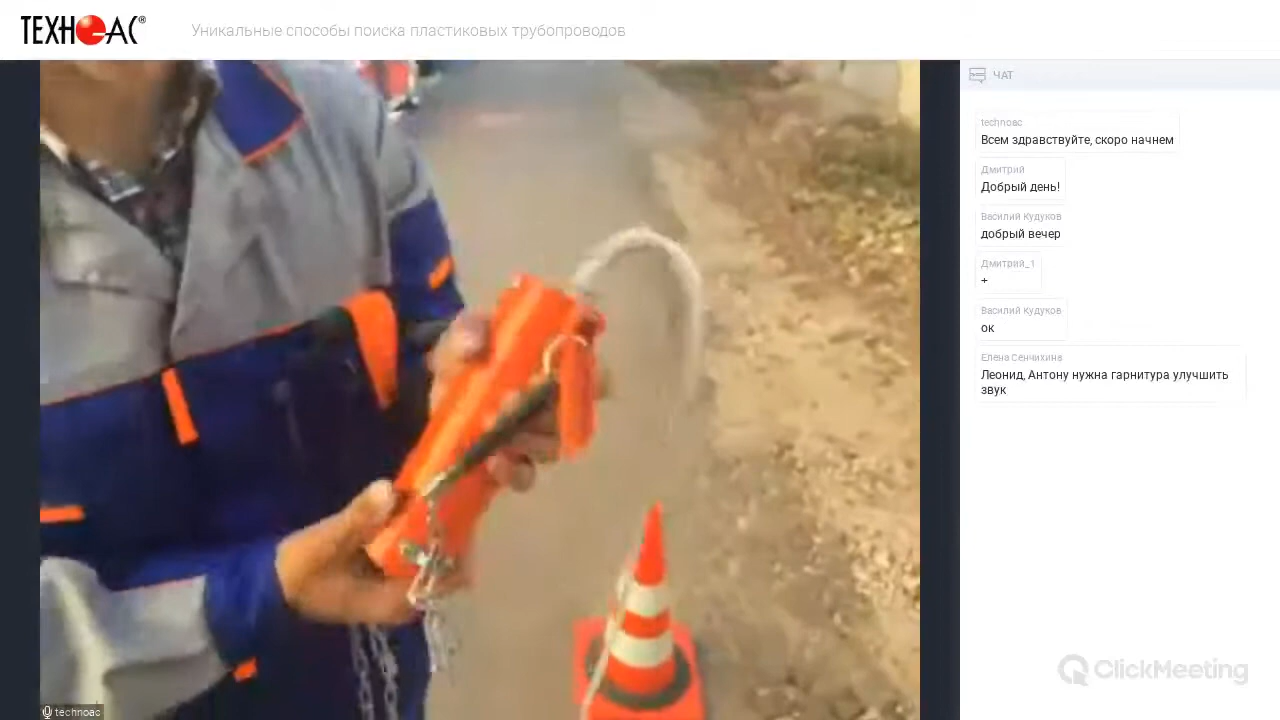 ТЕХНОАС®
Уникальные способы поиска пластиковых трубопроводов
ЧАТ
technoac
Всем здравствуйте, скоро начнем
Дмитрий
Добрый день!
Василий Кудуков
добрый вечер
Дмитрий_1
+
Василий Кудуков
ок
Елена Сенчихина
Леонид, Антону нужна гарнитура улучшить
звук
ClickMeeting
technoac